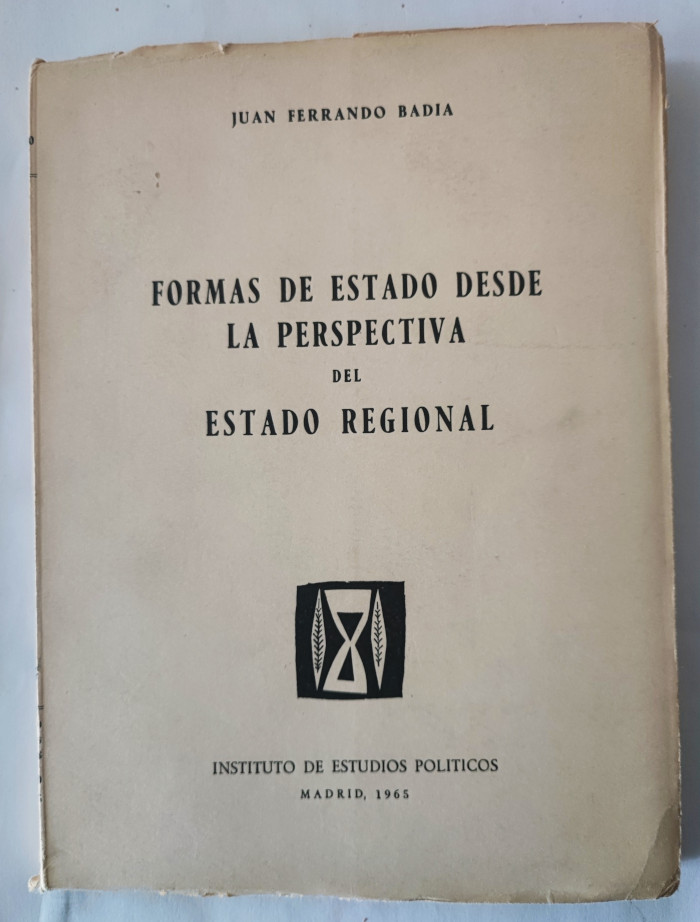 JUAN FERRANDO BADIA
FORMAS DE ESTADO DESDE
LA PERSPECTIVA
DEL
ESTADO REGIONAL
INSTITUTO DE ESTUDIOS POLITICOS
MADRID, 1965